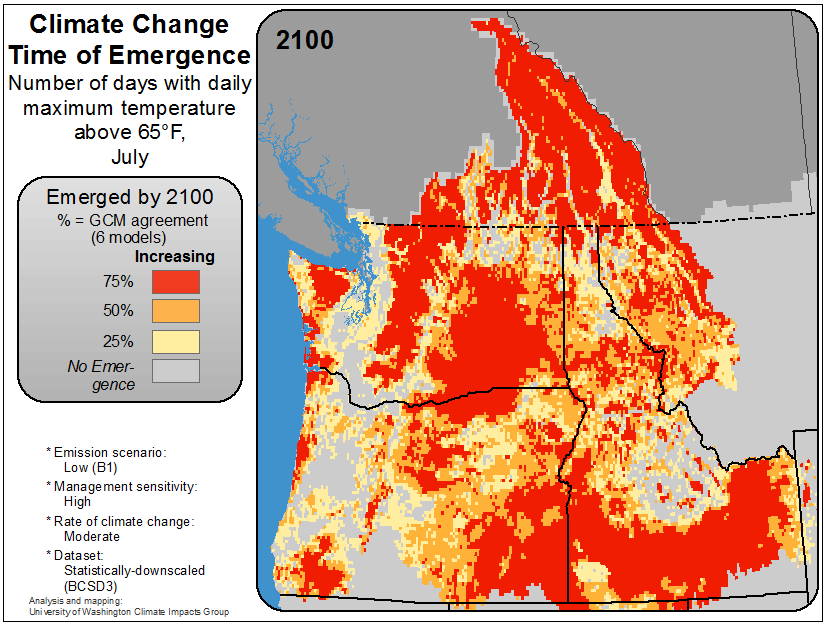 Climate Change
Time of Emergence
Number of days with daily
maximum temperature
above 65°F,
July
Emerged by 2100
% = GCM agreement
(6 models)
Increasing
75%
50%
25%
No Emer-
gence
* Emission scenario:
Low (B1)
* Management sensitivity:
High
* Rate of climate change:
Moderate
* Dataset:
Statistically-downscaled
(BCSD3)
Analysis and mapping:
University of Washington Climate Impacts Group
2100